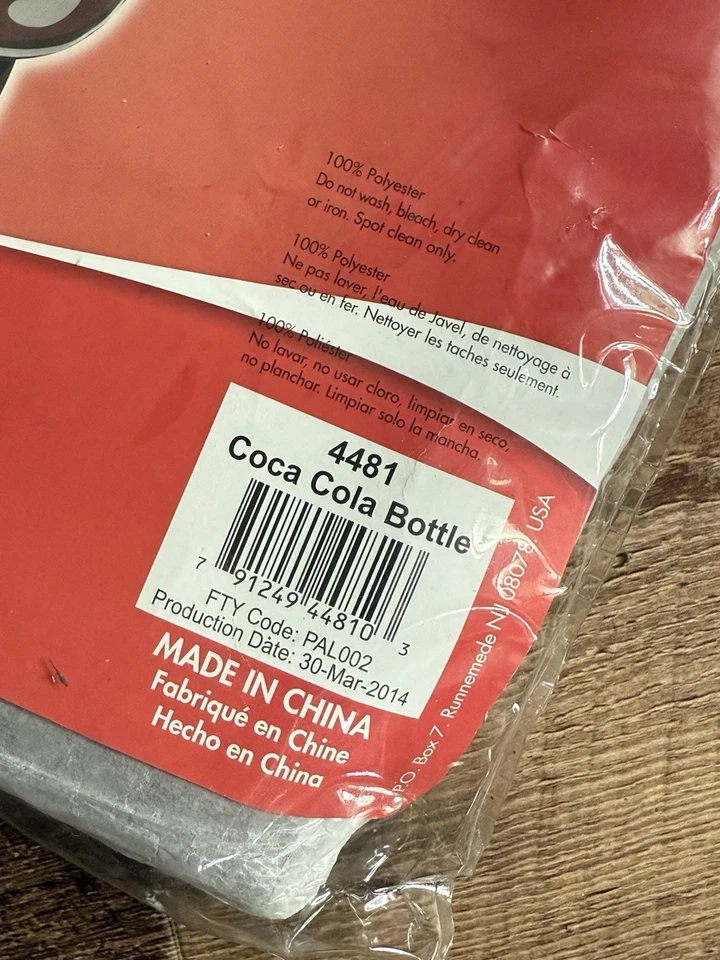 100% Polyester
Do not wash, bleach, dry clean
or iron. Spot clean only.
100% Polyester
Ne pas laver, l'eau de Javel, de nettoyage à
sec ou en fer. Nettoyer les taches seulement.
100% Poliéster
No lavar, no usar cloro, limpiar en seco,
no planchar. Limpiar solo la mancha.
4481
Coca Cola Bottle
7 91249 44810 3
FTY Code: PAL002
Production Date: 30-Mar-2014
MADE IN CHINA
Fabriqué en Chine
Hecho en China
P.O. Box 7. Runnemede NJ 08078. USA